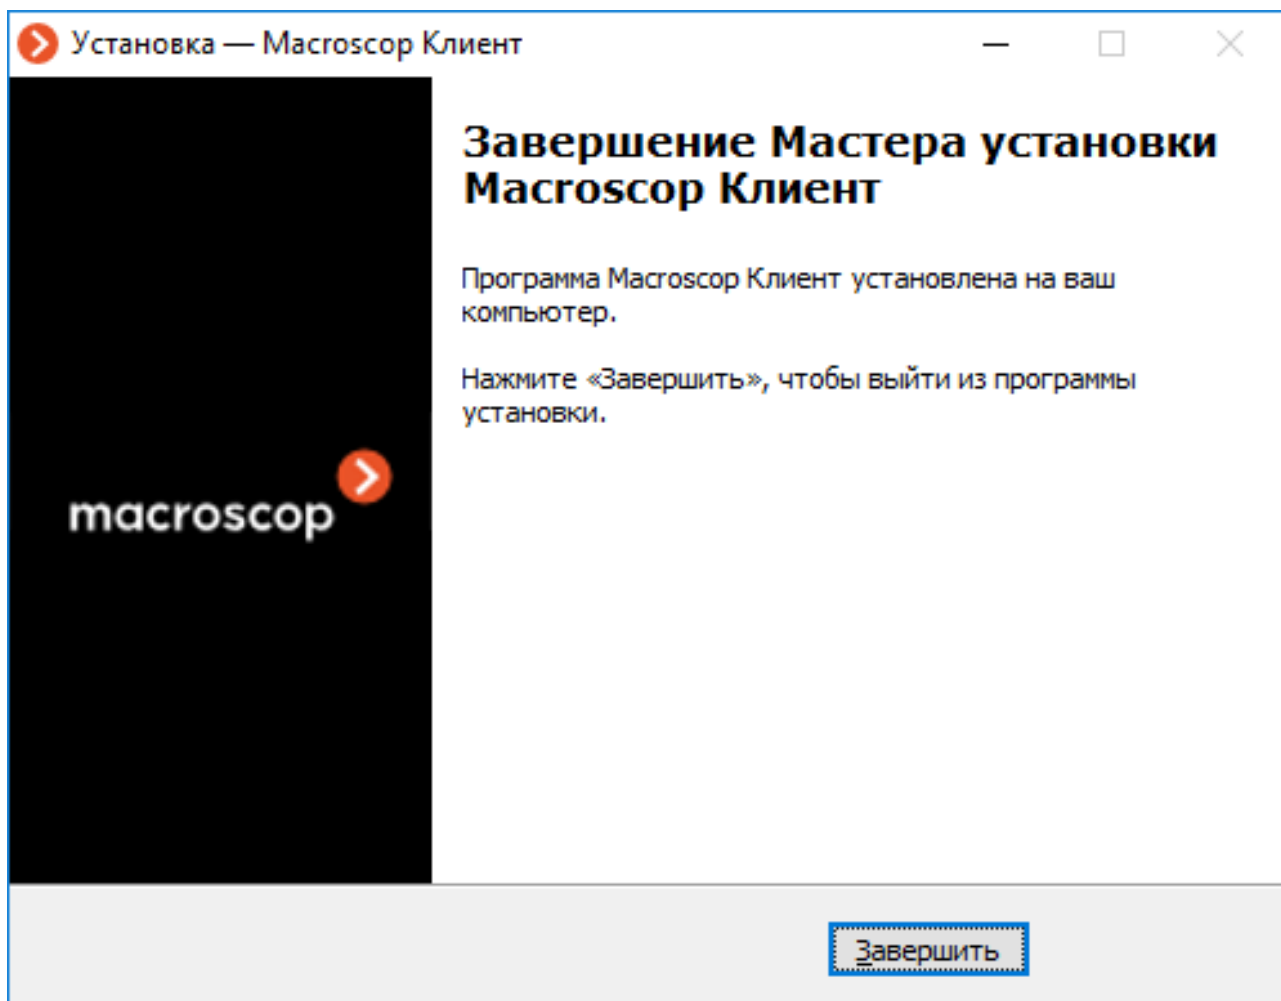 Установка — Macroscop Клиент
Завершение Мастера установки
Macroscop Клиент
Программа Macroscop Клиент установлена на ваш
компьютер.
Нажмите «Завершить», чтобы выйти из программы
установки.
macroscop
Завершить